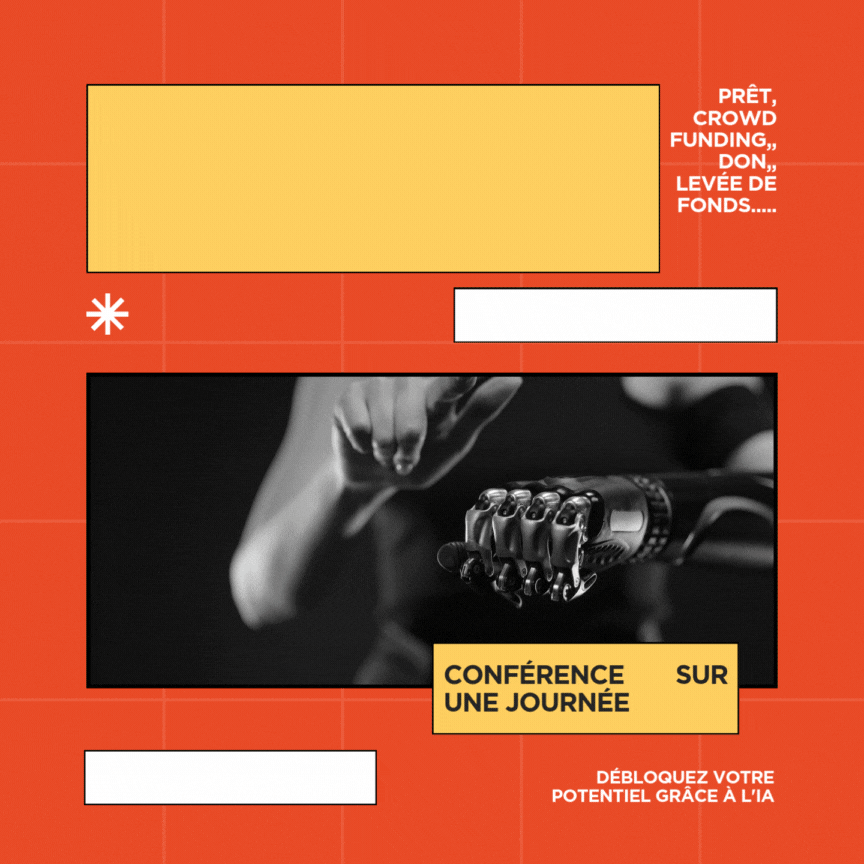 PRÊT,
CROWD
FUNDING,,
DON,,
LEVÉE DE
FONDS.....
CONFÉRENCE SUR
UNE JOURNÉE
DÉBLOQUEZ VOTRE
POTENTIEL GRÂCE À L'IA